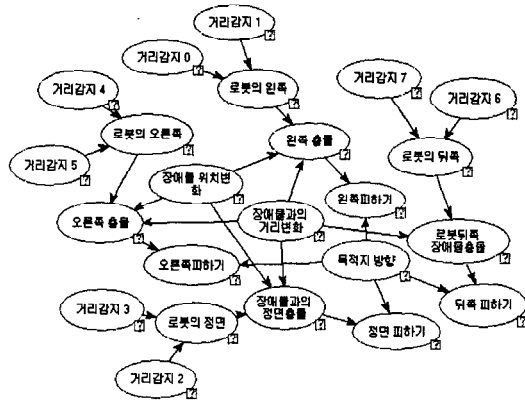 거리감지 1
거리감지 0
거리감지 4
거리감지 7
거리감지 6
로봇의 왼쪽
로봇의 오른쪽
거리감지 5
왼쪽 충돌
로봇의 뒤쪽
장애물 위치변
화
왼쪽피하기
오른쪽 충돌
장애물과의
거리변화
로봇뒤쪽
장애물충돌
오른쪽피하기
목적지 방향
거리감지 3
로봇의 정면
장애물과의
정면충돌
정면 피하기
뒤쪽 피하기
거리감지 2